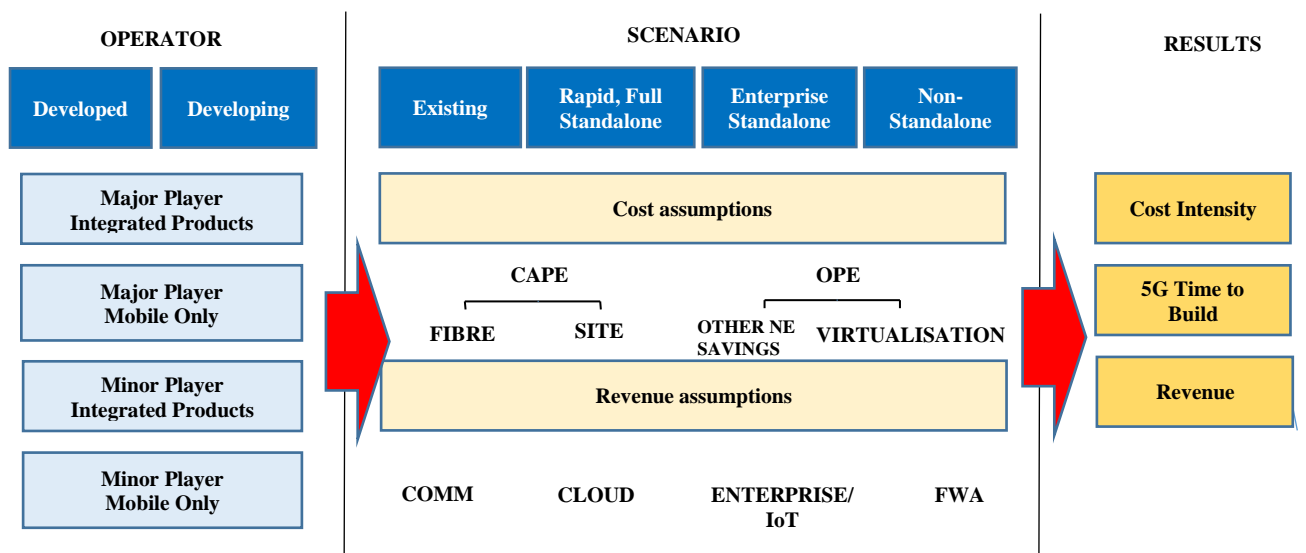 OPERATOR
Developed
Developing
Major Player
Integrated Products
Major Player
Mobile Only
Minor Player
Integrated Products
Minor Player
Mobile Only
SCENARIO
Existing
Rapid, Full
Standalone
Enterprise
Standalone
Non-
Standalone
Cost assumptions
CAPE
OPE
FIBRE
SITE
OTHER NE
SAVINGS
VIRTUALISATION
Revenue assumptions
COMM
CLOUD
ENTERPRISE/
IoT
FWA
RESULTS
Cost Intensity
5G Time to
Build
Revenue